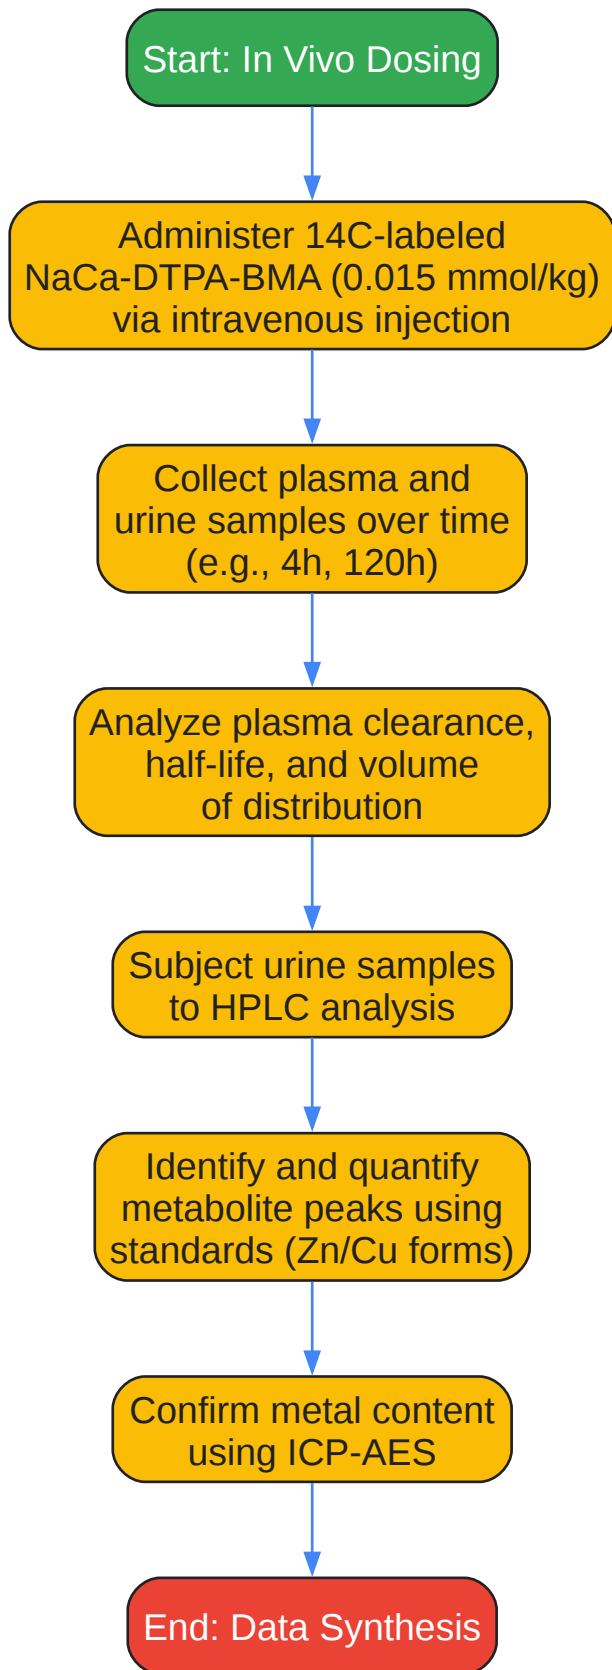 Start: In Vivo Dosing
Administer 14C-labeled
NaCa-DTPA-BMA (0.015 mmol/kg)
via intravenous injection
Collect plasma and
urine samples over time
(e.g., 4h, 120h)
Analyze plasma clearance,
half-life, and volume
of distribution
Subject urine samples
to HPLC analysis
Identify and quantify
metabolite peaks using
standards (Zn/Cu forms)
Confirm metal content
using ICP-AES
End: Data Synthesis